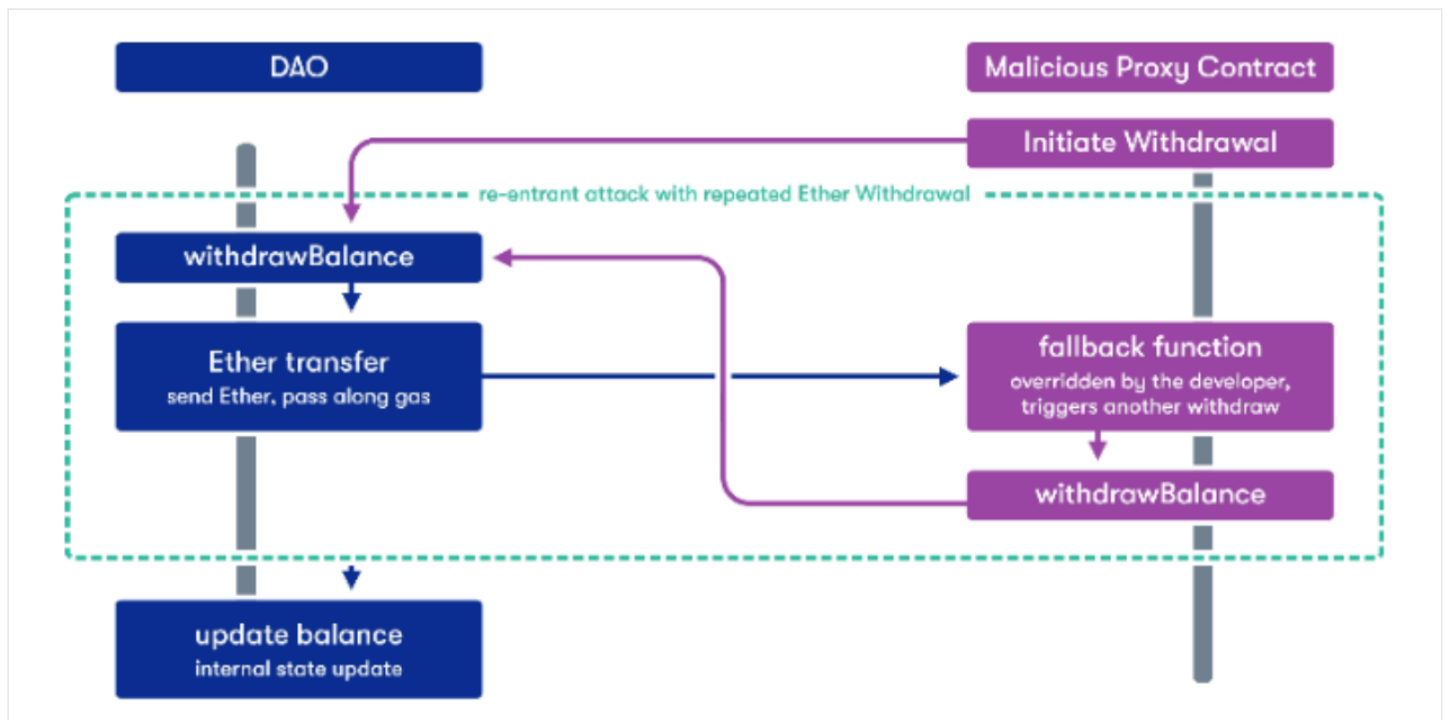 DAO
Malicious Proxy Contract
Initiate Withdrawal
re-entrant attack with repeated Ether Withdrawal
withdrawBalance
Ether transfer
send Ether, pass along gas
fallback function
overridden by the developer,
triggers another withdraw
withdrawBalance
update balance
internal state update